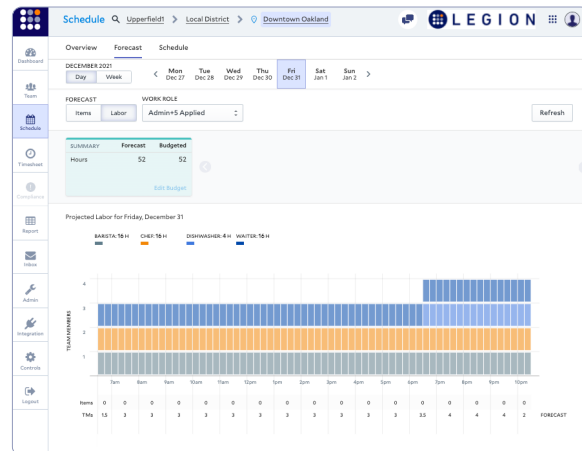 Schedule Upperfield1 > Local District > Downtown Oakland LEGION
Overview Forecast Schedule
DECEMBER 2021
Day Week < Mon Dec 27 Tue Dec 28 Wed Dec 29 Thu Dec 30 Fri Dec 31 Sat Jan 1 Sun Jan 2 >
FORECAST WORK ROLE
Items Labor Admin+5 Applied Refresh
SUMMARY Forecast Budgeted
Hours 52 52
Edit Budget
Projected Labor for Friday, December 31
BARISTA: 16 H CHEF: 16 H DISHWASHER: 4 H WAITER: 16 H
TEAM MEMBERS
4
3
2
1
7am 8am 9am 10am 11am 12pm 1pm 2pm 3pm 4pm 5pm 6pm 7pm 8pm 9pm 10pm
Items 0 0 0 0 0 0 0 0 0 0 0 0 0 0 0 0
TMs 1.5 3 3 3 3 3 3 3 3 3 3 3.5 4 4 4 2 FORECAST
Dashboard
Team
Schedule
Timesheet
Compliance
Report
Inbox
Admin
Integration
Controls
Logout